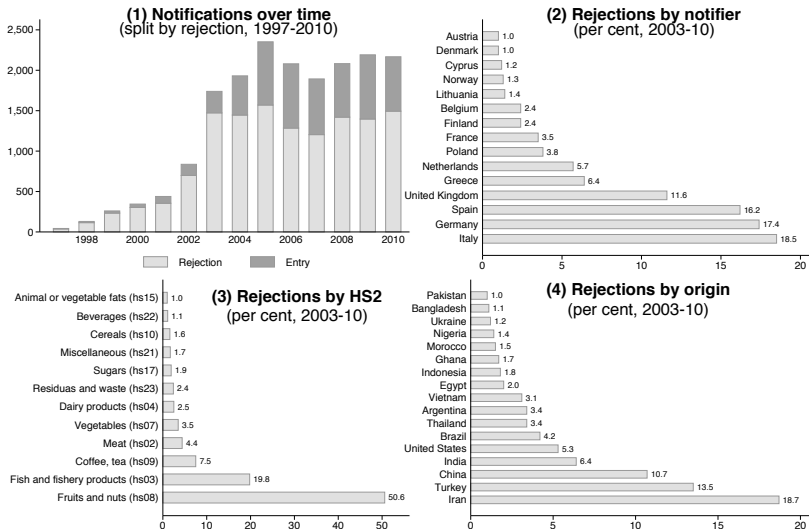 (1) Notifications over time
(split by rejection, 1997-2010)
2,500
2,000
1,500
1,000
500
0
1998 2000 2002 2004 2006 2008 2010
Rejection Entry
(2) Rejections by notifier
(per cent, 2003-10)
Austria 1.0
Denmark 1.0
Cyprus 1.2
Norway 1.3
Lithuania 1.4
Belgium 2.4
Finland 2.4
France 3.5
Poland 3.8
Netherlands 5.7
Greece 6.4
United Kingdom 11.6
Spain 16.2
Germany 17.4
Italy 18.5
0 5 10 15 20
(3) Rejections by HS2
(per cent, 2003-10)
Animal or vegetable fats (hs15) 1.0
Beverages (hs22) 1.1
Cereals (hs10) 1.6
Miscellaneous (hs21) 1.7
Sugars (hs17) 1.9
Residuas and waste (hs23) 2.4
Dairy products (hs04) 2.5
Vegetables (hs07) 3.5
Meat (hs02) 4.4
Coffee, tea (hs09) 7.5
Fish and fishery products (hs03) 19.8
Fruits and nuts (hs08) 50.6
0 10 20 30 40 50
(4) Rejections by origin
(per cent, 2003-10)
Pakistan 1.0
Bangladesh 1.1
Ukraine 1.2
Nigeria 1.4
Morocco 1.5
Ghana 1.7
Indonesia 1.8
Egypt 2.0
Vietnam 3.1
Argentina 3.4
Thailand 3.4
Brazil 4.2
United States 5.3
India 6.4
China 10.7
Turkey 13.5
Iran 18.7
0 5 10 15 20